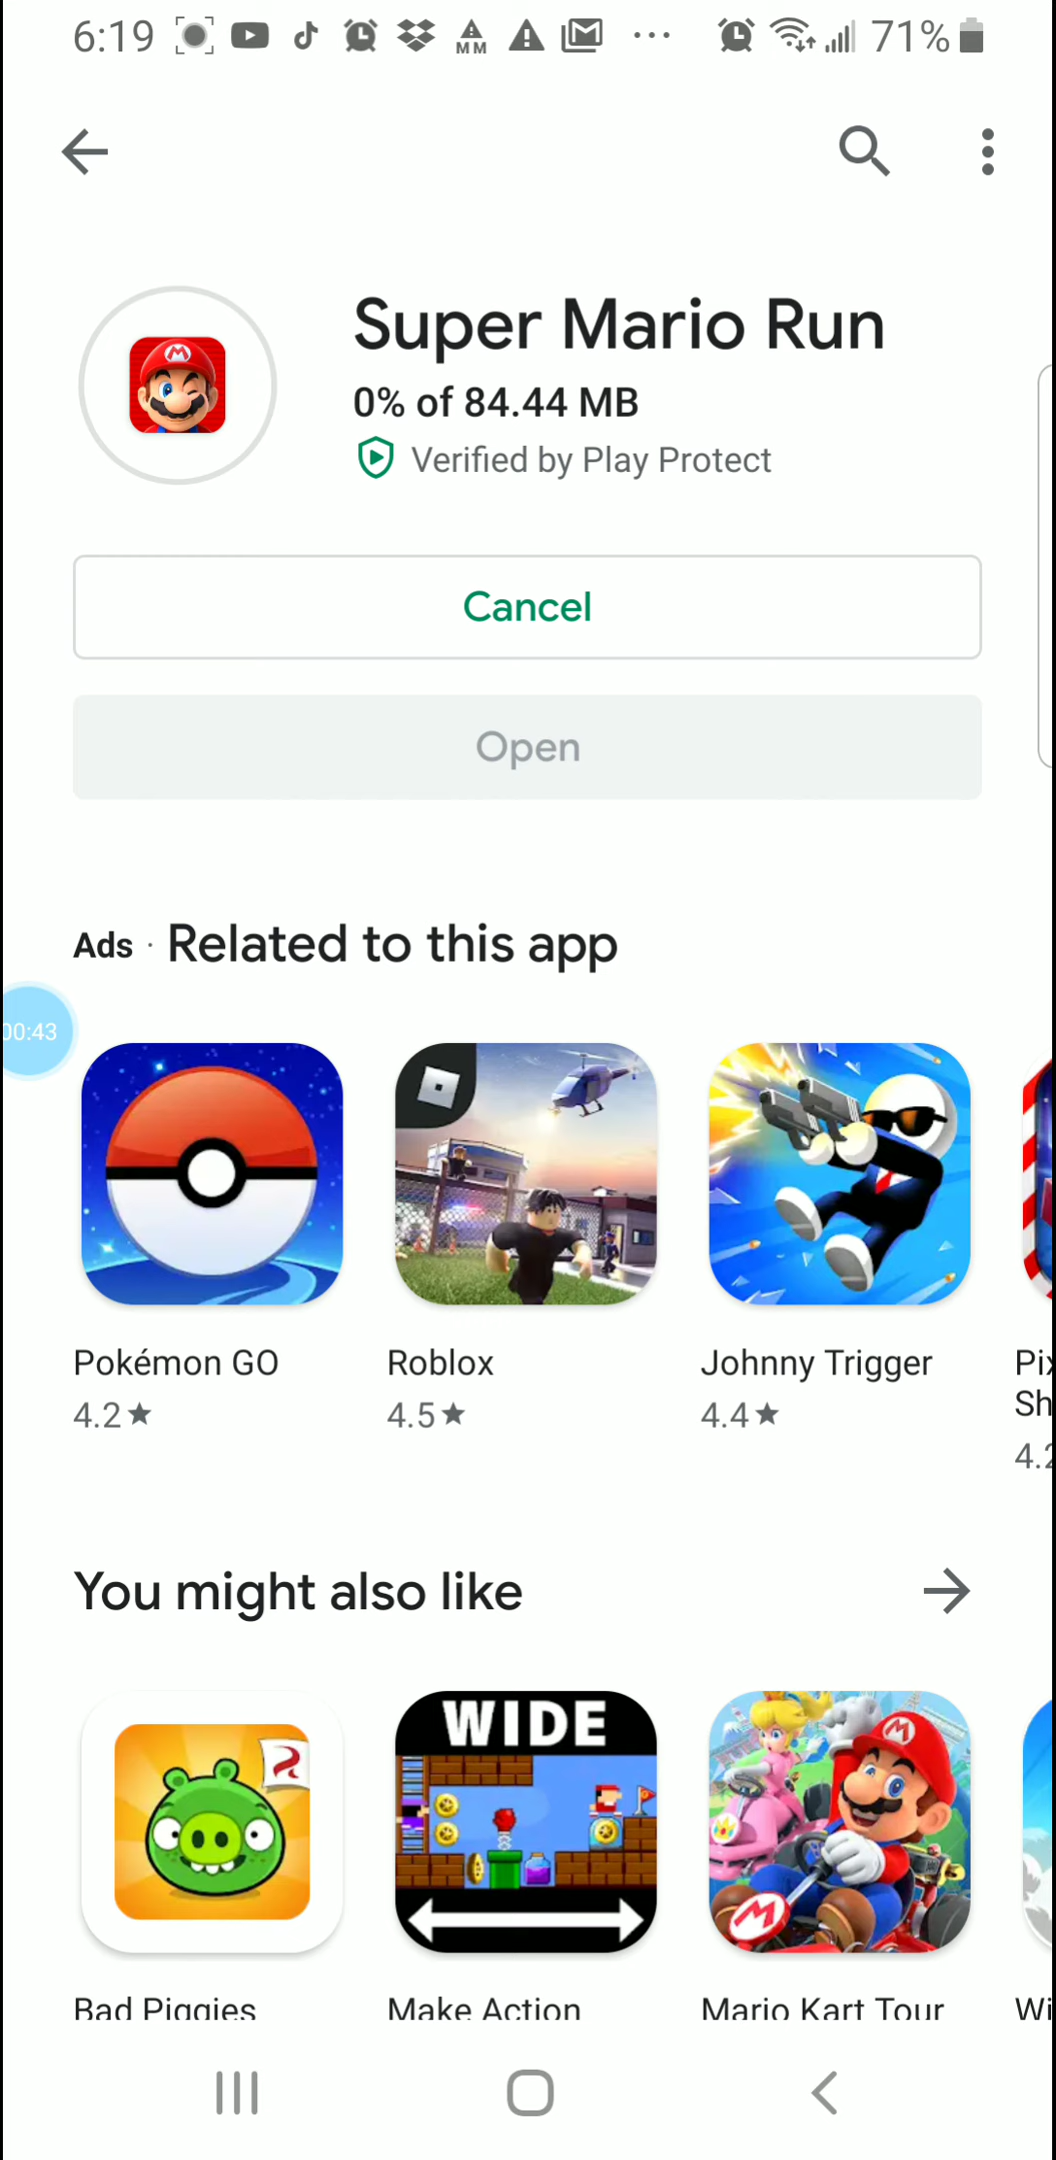 6:19
MM
71%
Super Mario Run
0% of 84.44 MB
Verified by Play Protect
Cancel
Open
Ads · Related to this app
00:43
Pokémon GO
Roblox
Johnny Trigger
4.2★
4.5★
4.4★
You might also like
WIDE
Bad Piggies
Make Action
Mario Kart Tour